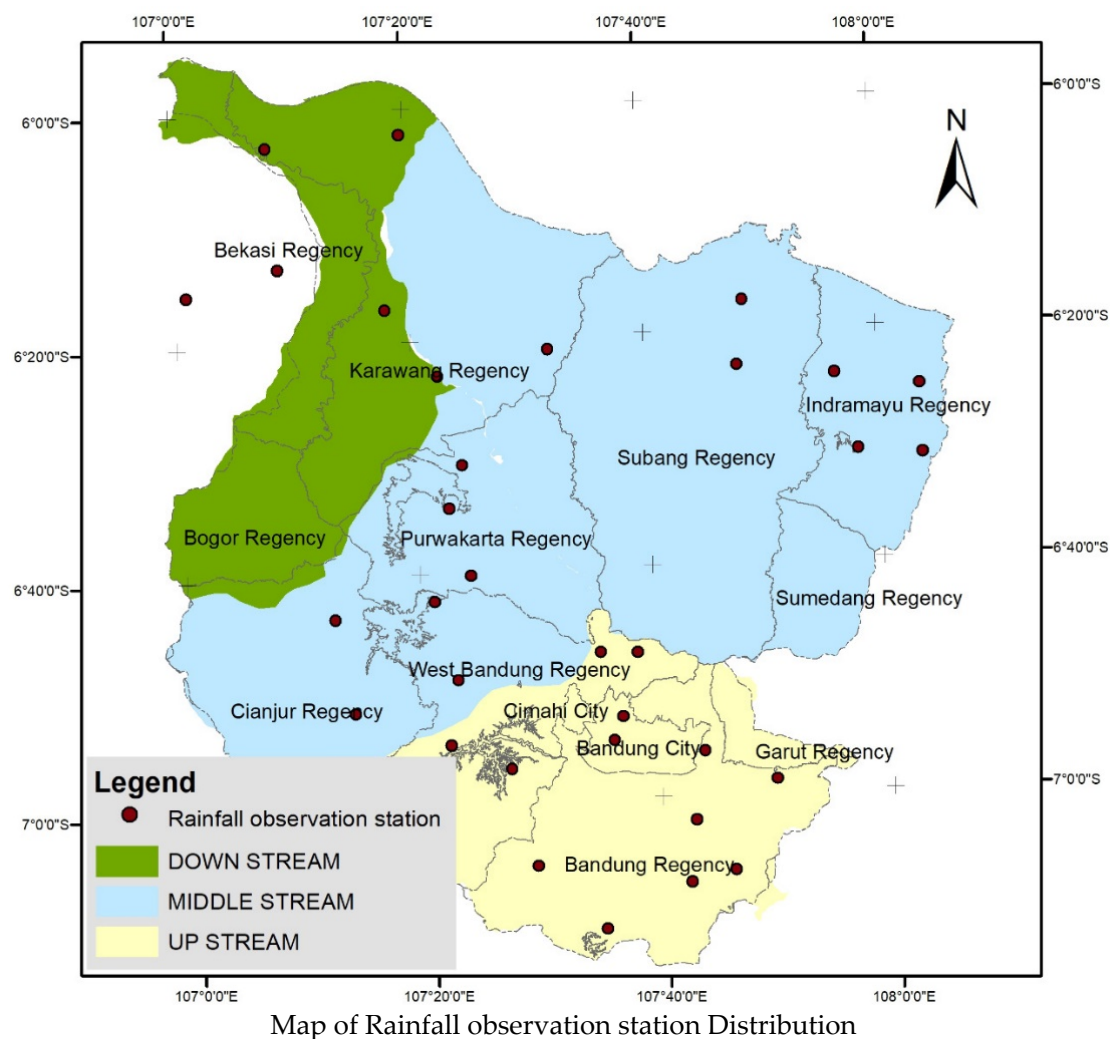 107°0'0"E 107°20'0"E 107°40'0"E 108°0'0"E
6°0'0"S
6°0'0"S
N
Bekasi Regency
6°20'0"S
6°20'0"S
Karawang Regency
Indramayu Regency
Subang Regency
Bogor Regency
Purwakarta Regency
6°40'0"S
6°40'0"S
Sumedang Regency
West Bandung Regency
Cianjur Regency
Cimahi City
Bandung City
Garut Regency
7°0'0"S
Legend
Rainfall observation station
7°0'0"S
DOWN STREAM
Bandung Regency
MIDDLE STREAM
UP STREAM
107°0'0"E 107°20'0"E 107°40'0"E 108°0'0"E
Map of Rainfall observation station Distribution